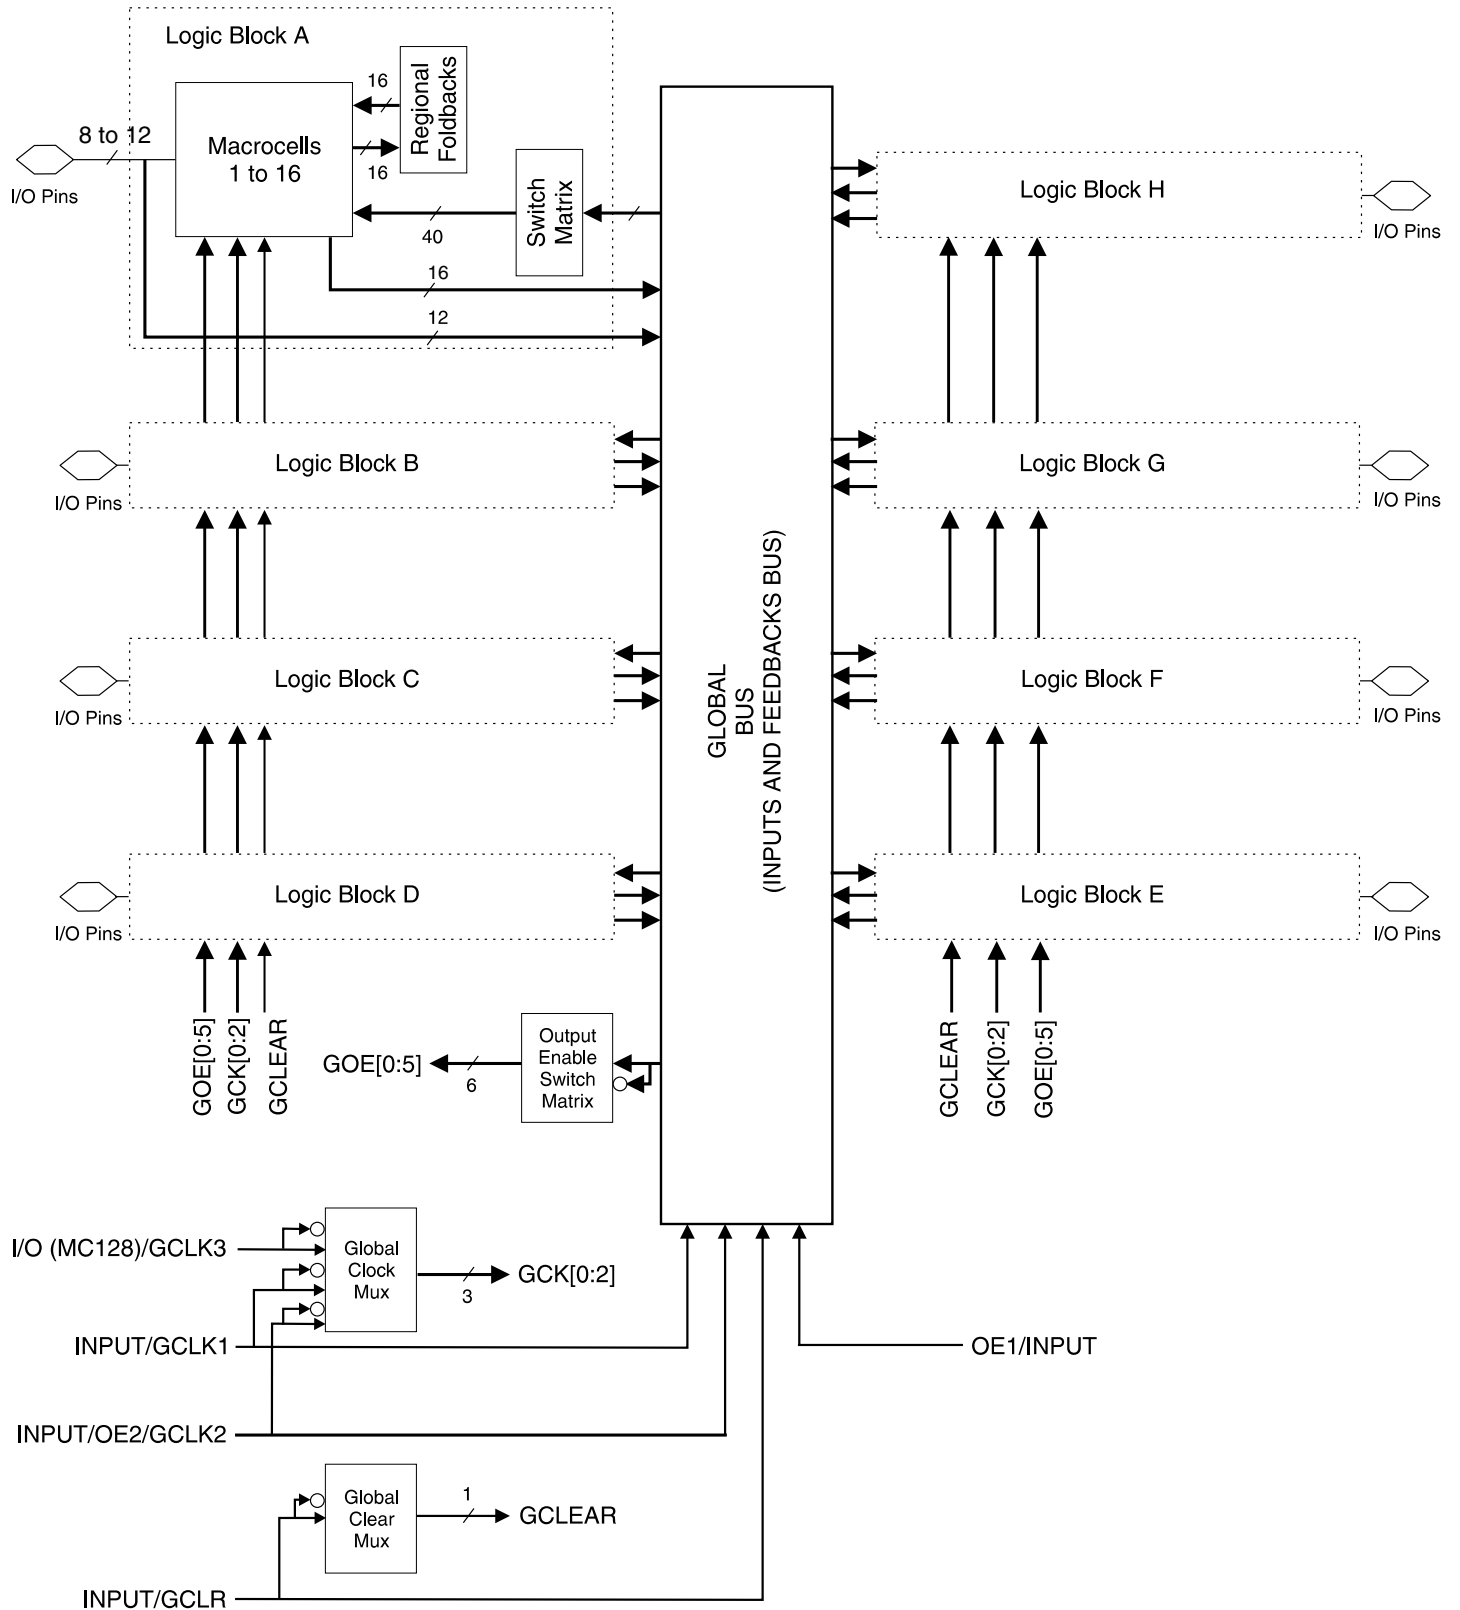 Logic Block A
8 to 12
I/O Pins
Macrocells
1 to 16
16
16
Regional
Foldbacks
40
Switch
Matrix
16
12
Logic Block H
I/O Pins
Logic Block B
I/O Pins
Logic Block G
I/O Pins
Logic Block C
I/O Pins
Logic Block F
I/O Pins
Logic Block D
I/O Pins
Logic Block E
I/O Pins
GLOBAL
BUS
(INPUTS AND FEEDBACKS BUS)
GOE[0:5]
GCK[0:2]
GCLEAR
GCLEAR
GCK[0:2]
GOE[0:5]
GOE[0:5]
6
Output
Enable
Switch
Matrix
I/O (MC128)/GCLK3
Global
Clock
Mux
3
GCK[0:2]
INPUT/GCLK1
OE1/INPUT
INPUT/OE2/GCLK2
Global
Clear
Mux
1
GCLEAR
INPUT/GCLR